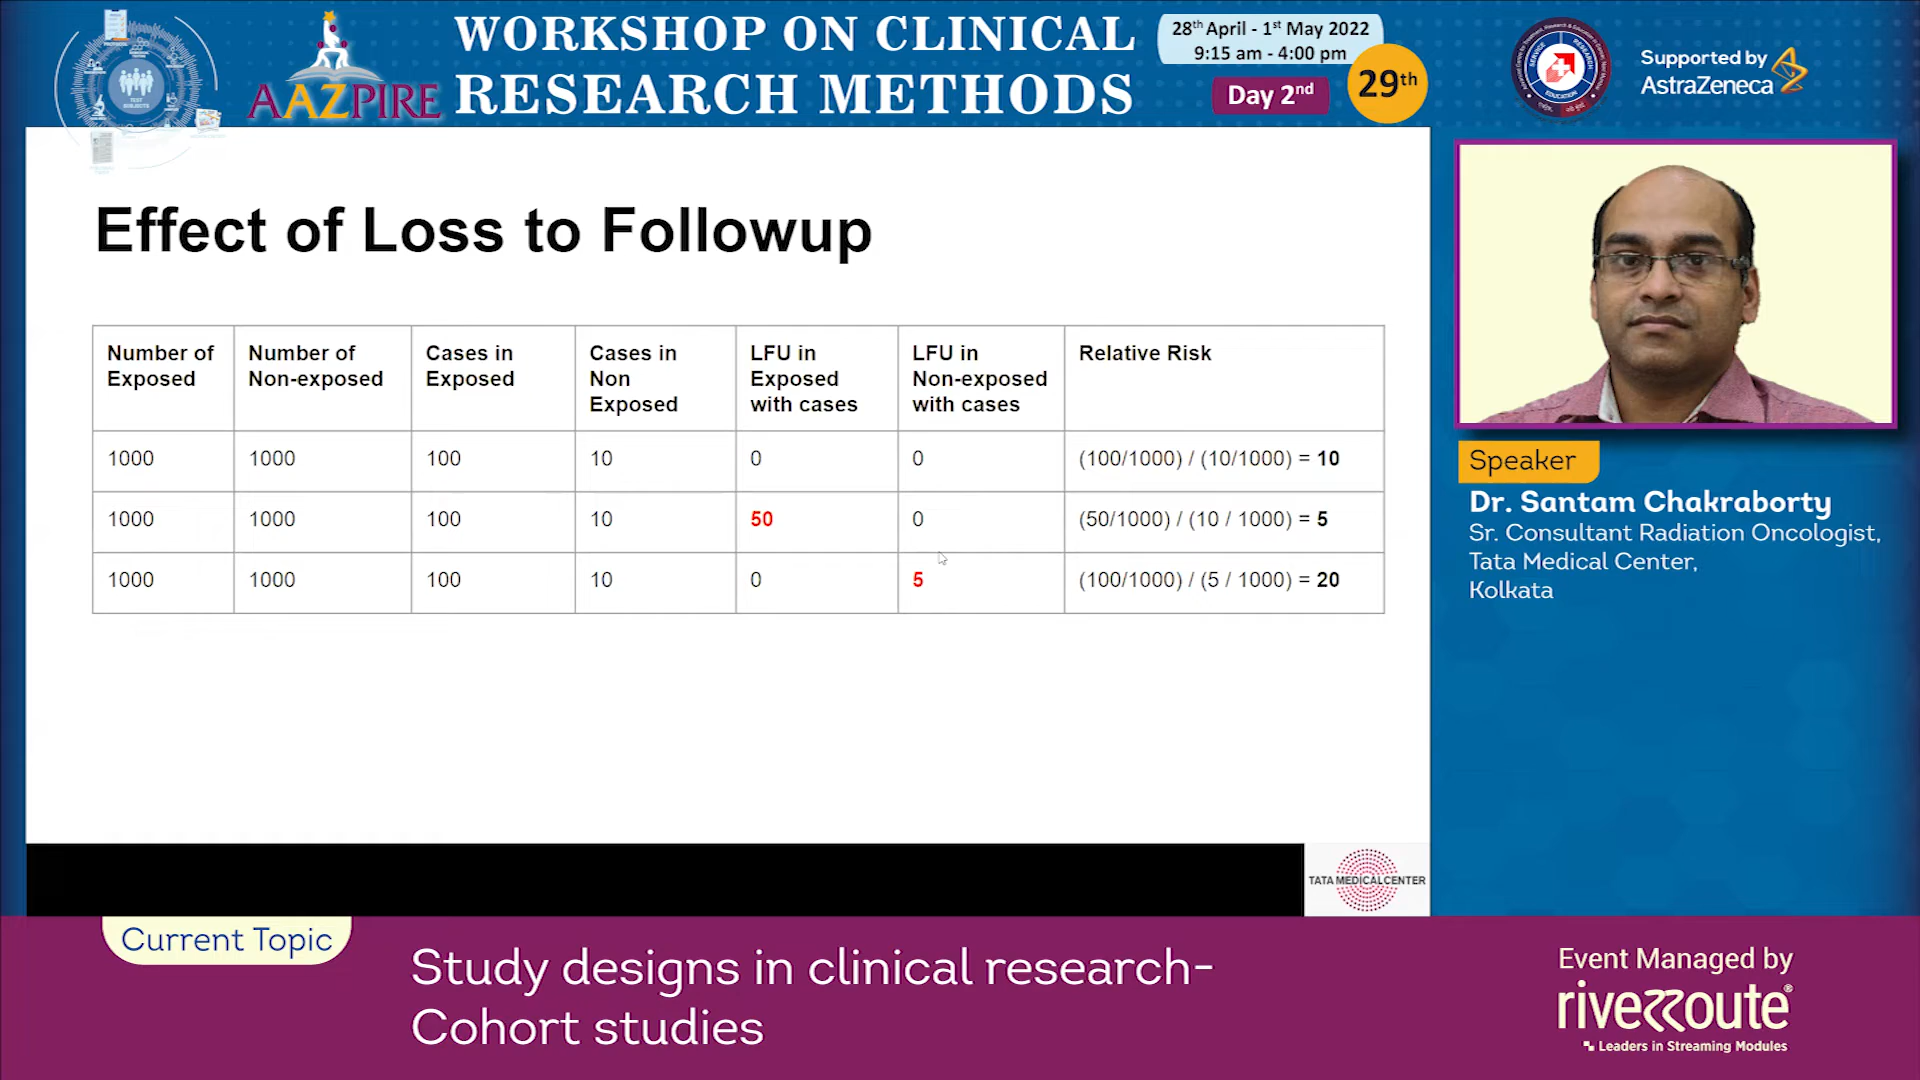 AAZPIRE
WORKSHOP ON CLINICAL
RESEARCH METHODS
28th April - 1st May 2022
9:15 am - 4:00 pm
Day 2nd
29th
SERVICE
RESEARCH
EDUCATION
Supported by
AstraZeneca
TEST
SUBJECTS
Effect of Loss to Followup
Number of Exposed | Number of Non-exposed | Cases in Exposed | Cases in Non Exposed | LFU in Exposed with cases | LFU in Non-exposed with cases | Relative Risk
1000 | 1000 | 100 | 10 | 0 | 0 | (100/1000) / (10/1000) = 10
1000 | 1000 | 100 | 10 | 50 | 0 | (50/1000) / (10 / 1000) = 5
1000 | 1000 | 100 | 10 | 0 | 5 | (100/1000) / (5 / 1000) = 20
Speaker
Dr. Santam Chakraborty
Sr. Consultant Radiation Oncologist,
Tata Medical Center,
Kolkata
TATA MEDICAL CENTER
Current Topic
Study designs in clinical research-
Cohort studies
Event Managed by
riverroute®
Leaders in Streaming Modules